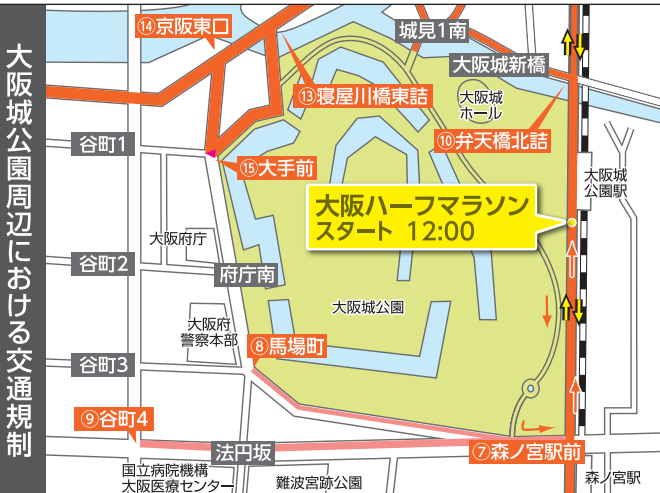 大阪城公園周辺における交通規制
⑭京阪東口
城見1南
大阪城新橋
⑬寝屋川橋東詰
大阪城
ホール
⑩弁天橋北詰
谷町1
⑮大手前
大阪城
公園駅
大阪ハーフマラソン
スタート 12:00
大阪府庁
谷町2
府庁南
大阪城公園
大阪府
警察本部
⑧馬場町
谷町3
⑨谷町4
法円坂
⑦森ノ宮駅前
国立病院機構
大阪医療センター
難波宮跡公園
森ノ宮駅